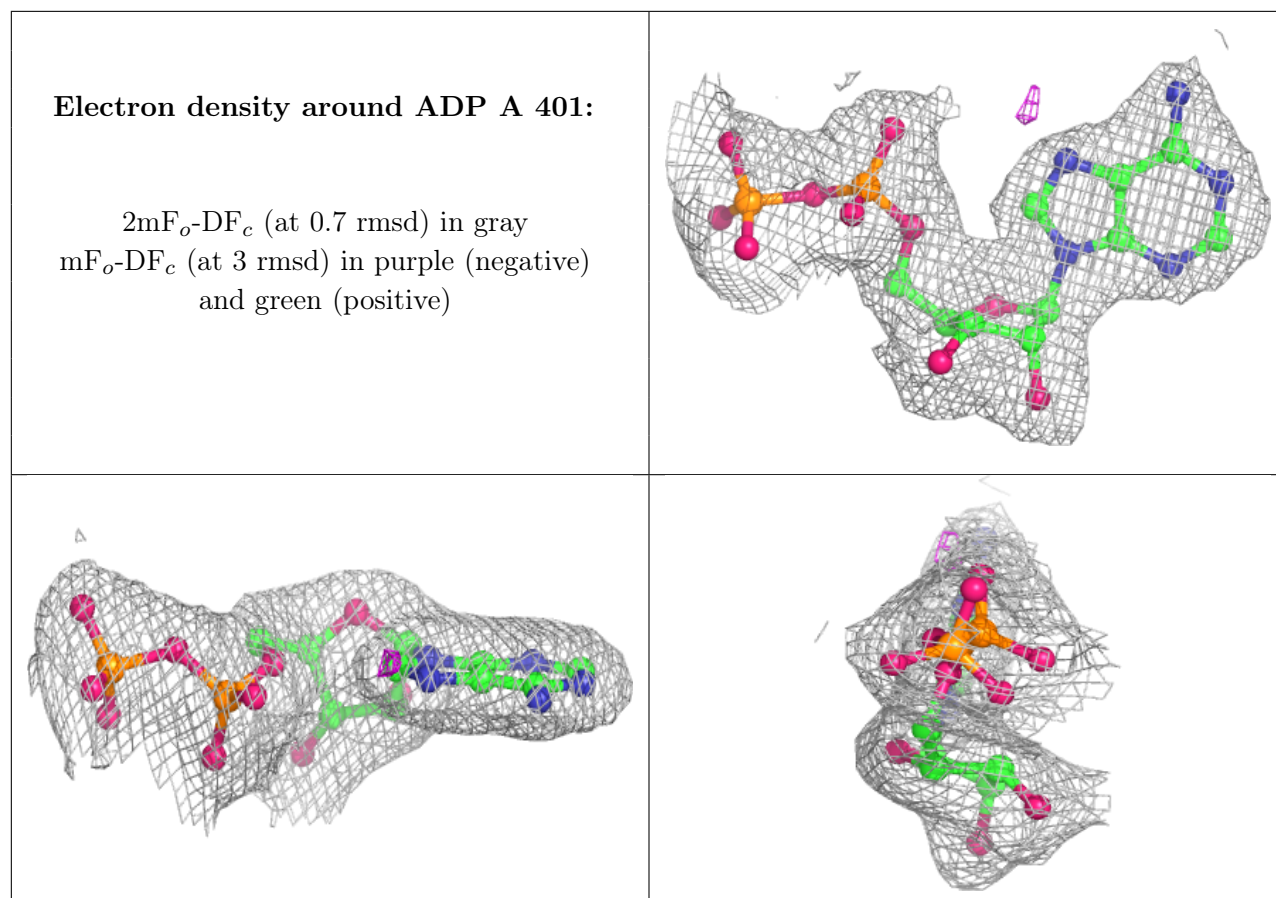 Electron density around ADP A 401:
2mFo-DFc (at 0.7 rmsd) in gray
mFo-DFc (at 3 rmsd) in purple (negative)
and green (positive)